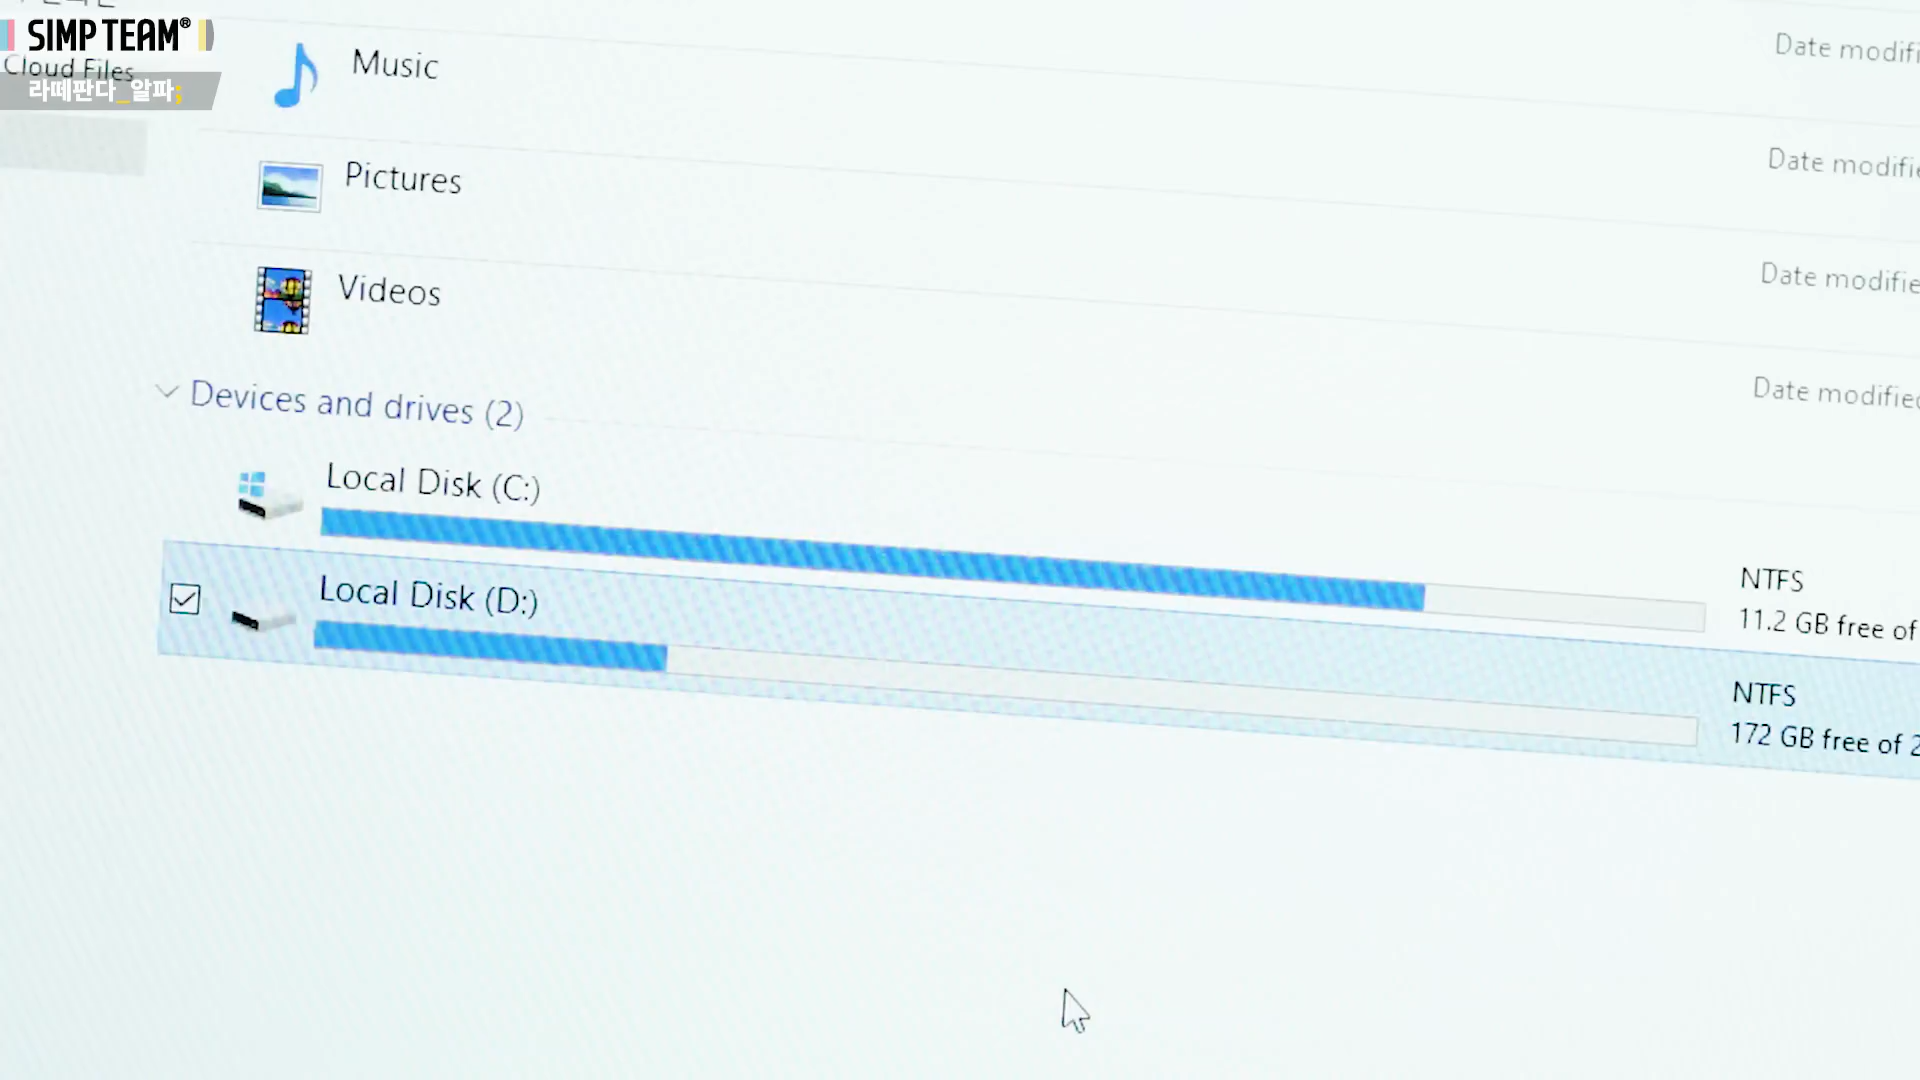 SIMP TEAM®
Cloud Files
라떼판다_알파;
Music
Date modifi
Pictures
Date modifie
Videos
Date modifie
Date modified
Devices and drives (2)
Local Disk (C:)
NTFS
11.2 GB free of
Local Disk (D:)
NTFS
172 GB free of 2